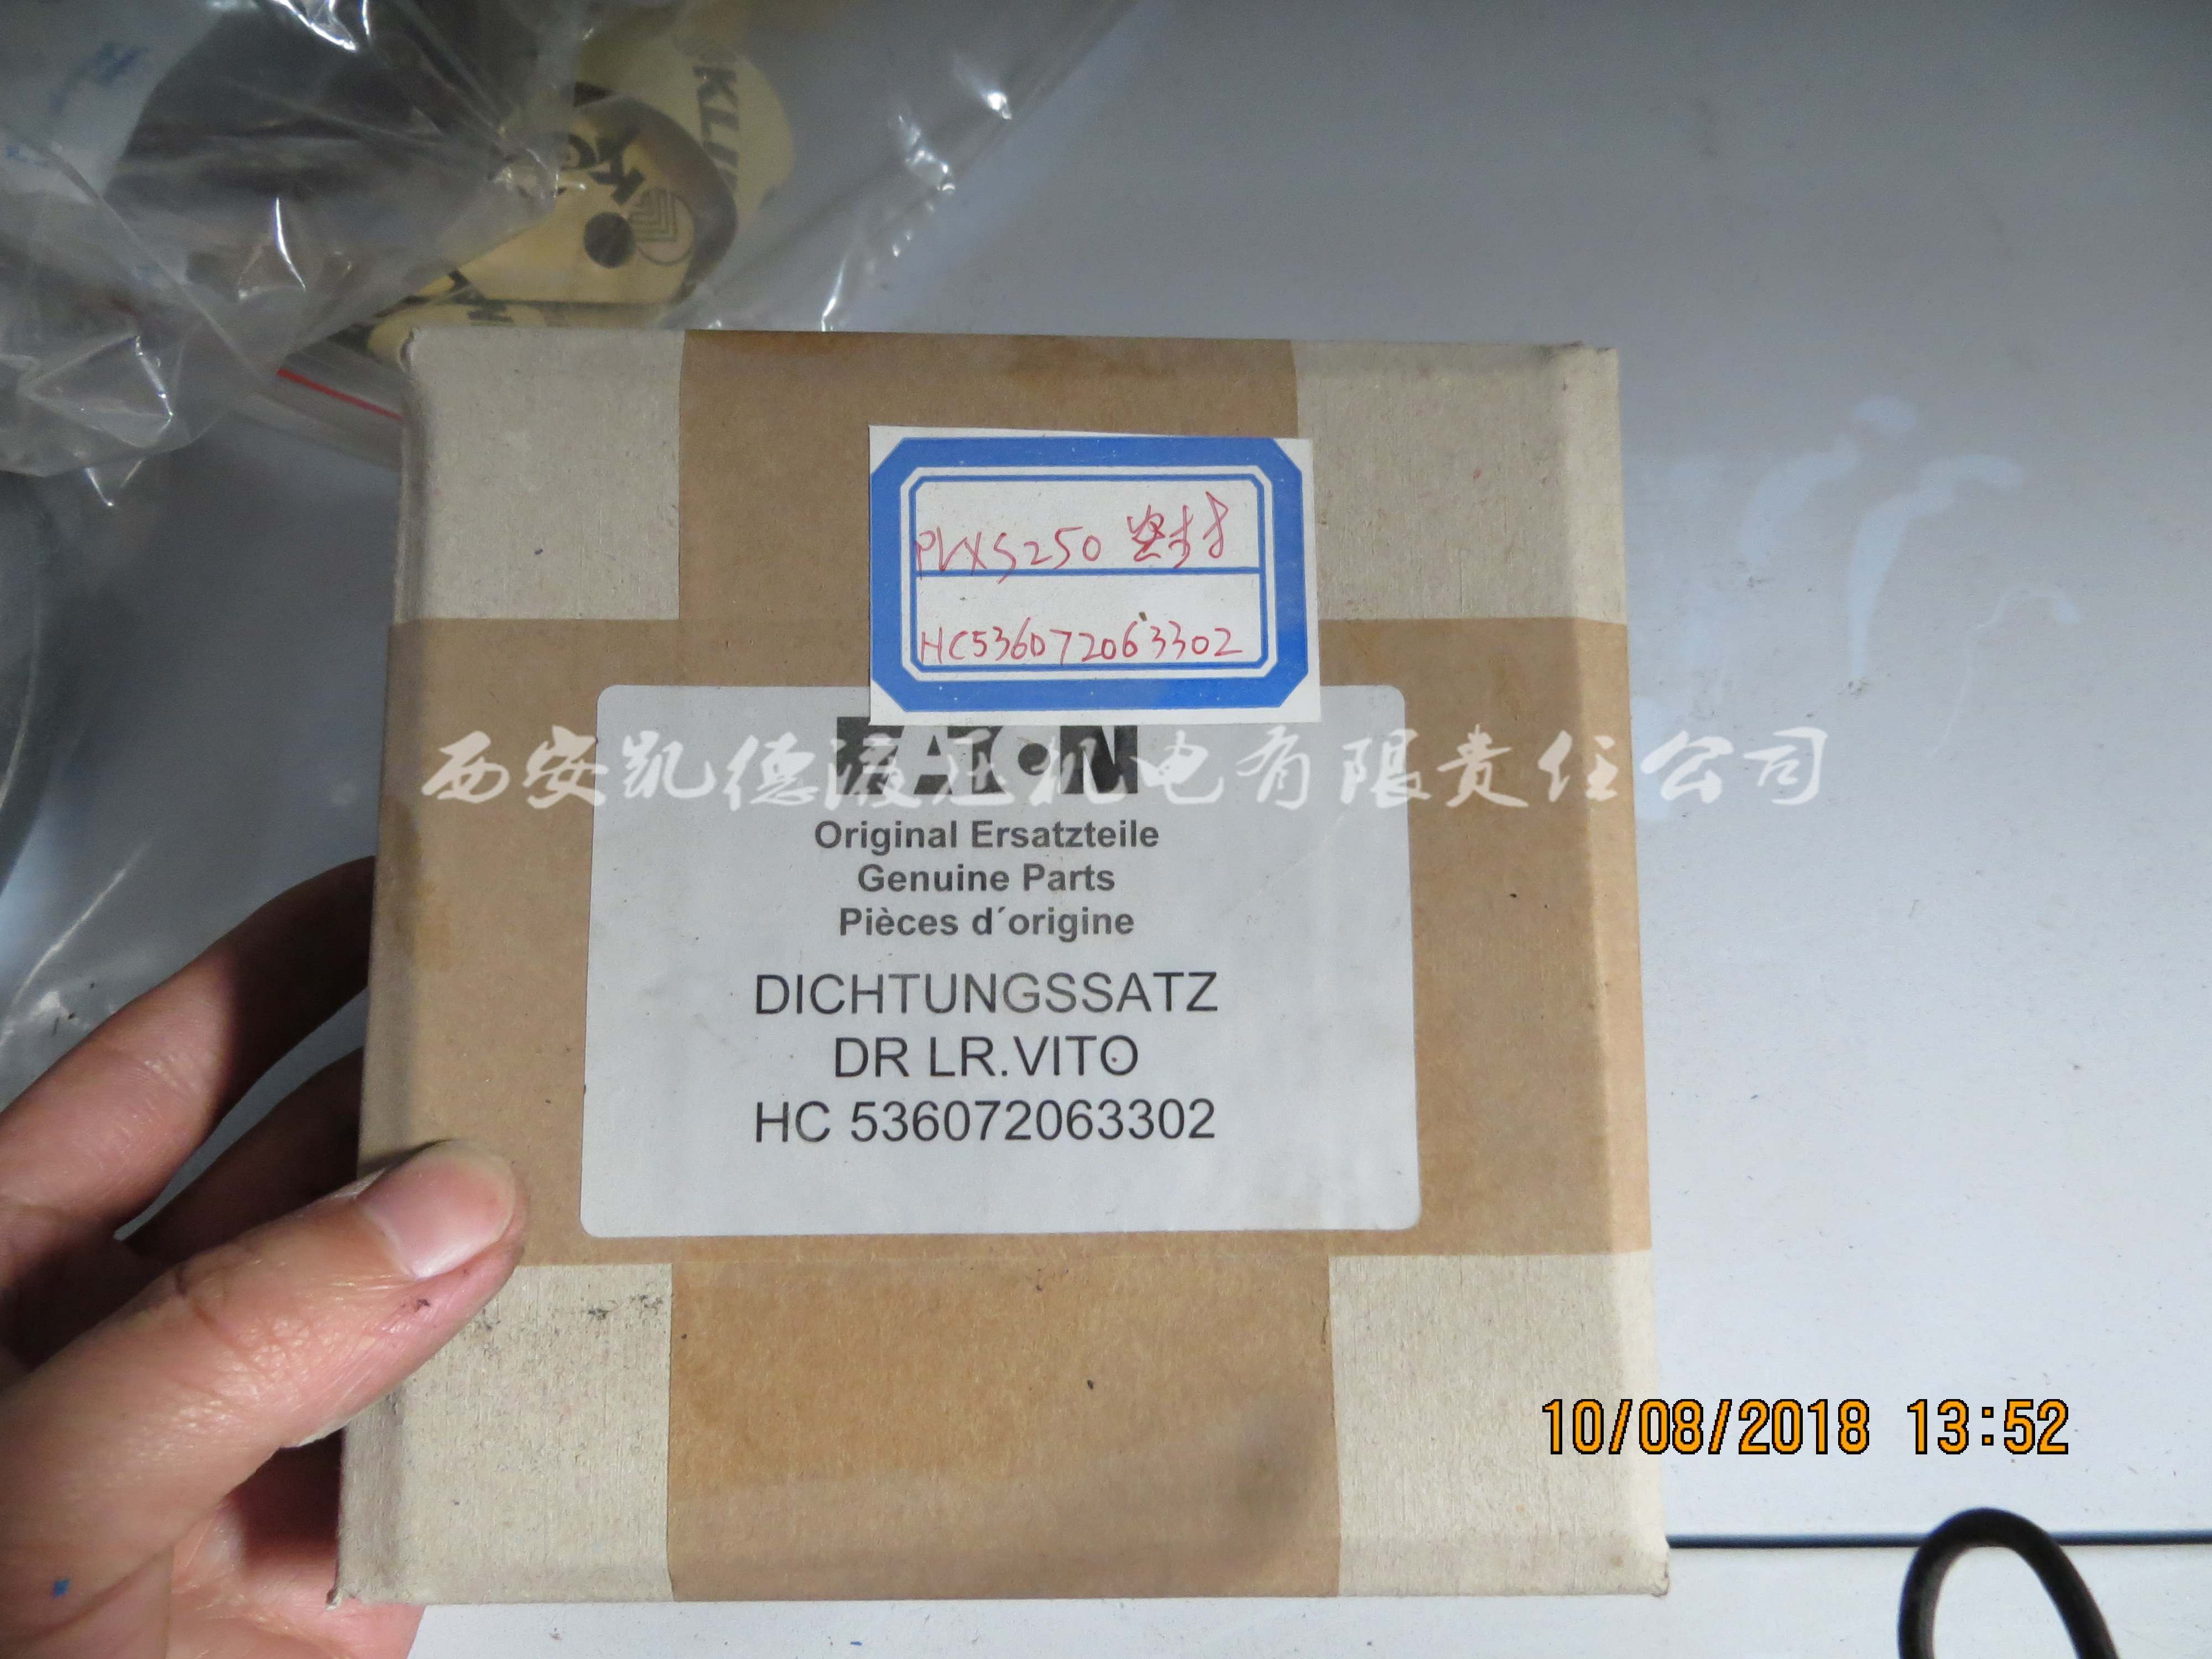 KLÜ
PVXS250 密封
HC536072063302
EATON
西安凯德液压机电有限责任公司
Original Ersatzteile
Genuine Parts
Pièces d´origine
DICHTUNGSSATZ
DR LR.VITO
HC 536072063302
10/08/2018 13:52